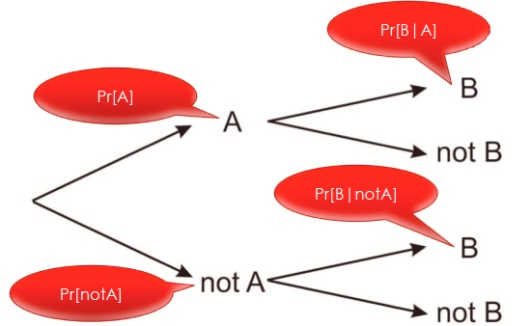 Pr[B|A]
B
Pr[A]
A
not B
Pr[B|notA]
B
Pr[notA]
not A
not B